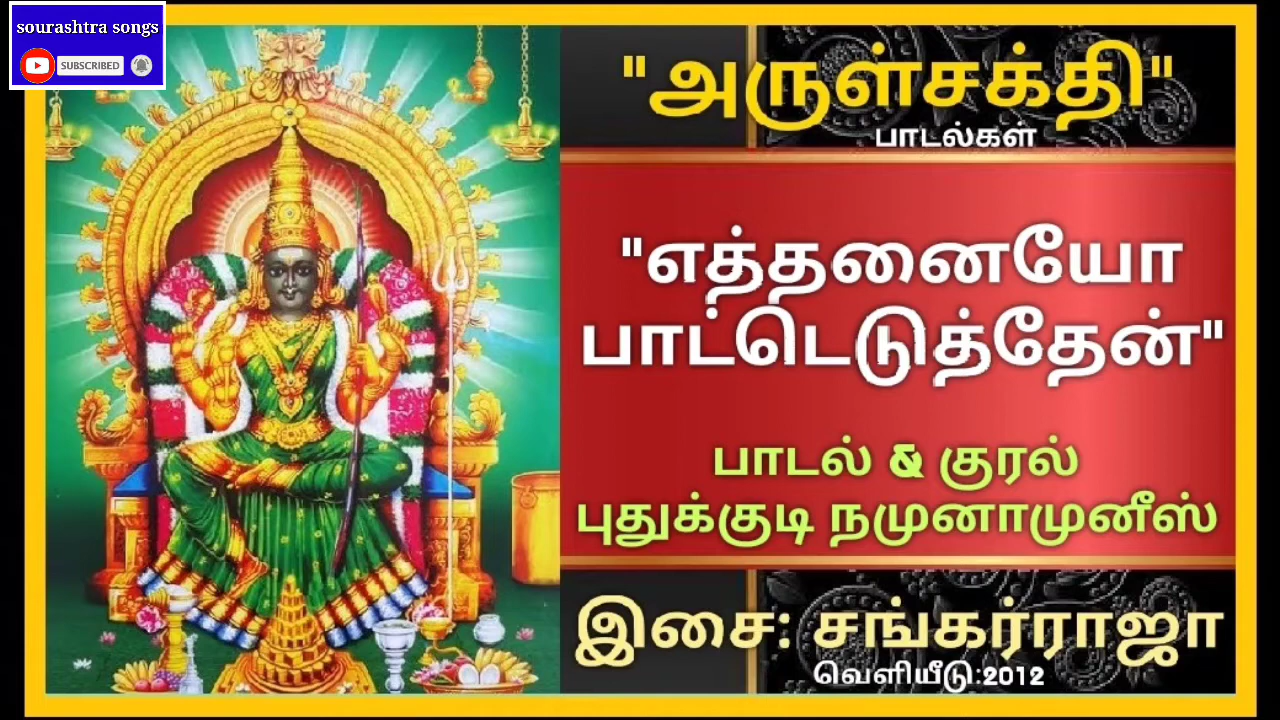 sourashtra songs
SUBSCRIBED
"அருள்சக்தி"
பாடல்கள்
"எத்தனையோ
பாட்டெடுத்தேன்"
பாடல் & குரல்
புதுக்குடி நமுனாமுனீஸ்
இசை: சங்கர்ராஜா
வெளியீடு:2012